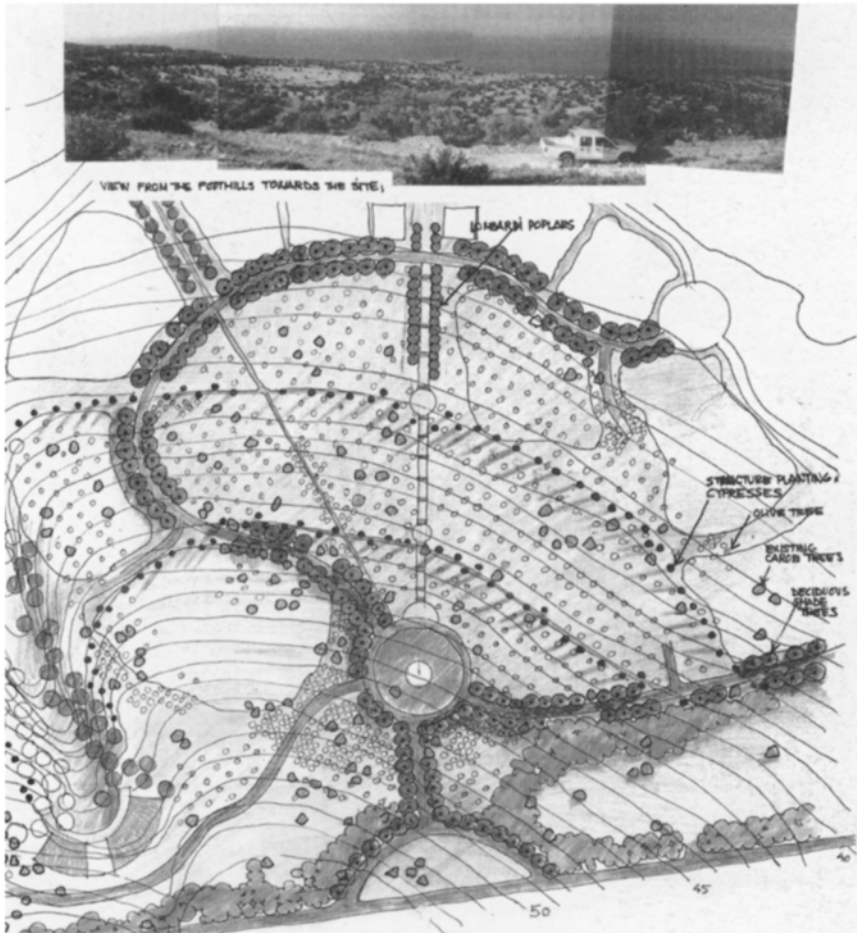 VIEW FROM THE FOOTHILLS TOWARDS THE SITE;
LOMBARDI POPLARS
STRUCTURE PLANTING,
CYPRESSES
OLIVE TREE
EXISTING
CAROB TREES
DECIDUOUS
SHADE
TREES
40
45
50